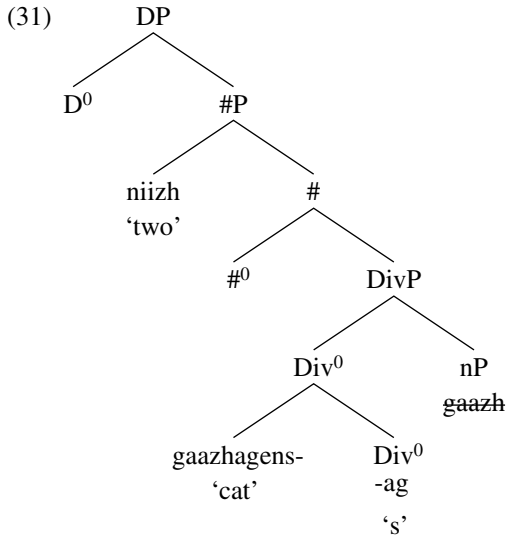 (31) DP
D⁰ #P
niizh #
‘two’
#⁰ DivP
Div⁰ nP
gaazh
gaazhagens- Div⁰
‘cat’ -ag
‘s’